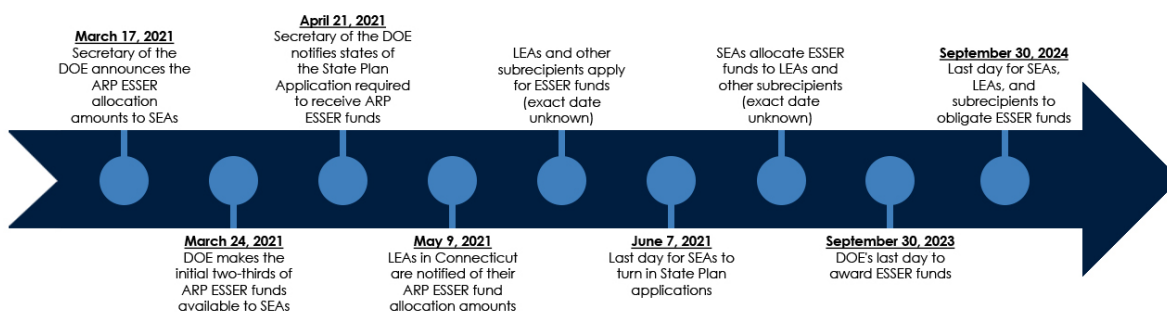 March 17, 2021
Secretary of the
DOE announces the
ARP ESSER
allocation
amounts to SEAs
March 24, 2021
DOE makes the
initial two-thirds of
ARP ESSER funds
available to SEAs
April 21, 2021
Secretary of the DOE
notifies states of
the State Plan
Application required
to receive ARP
ESSER funds
May 9, 2021
LEAs in Connecticut
are notified of their
ARP ESSER fund
allocation amounts
LEAs and other
subrecipients apply
for ESSER funds
(exact date
unknown)
June 7, 2021
Last day for SEAs to
turn in State Plan
applications
SEAs allocate ESSER
funds to LEAs and
other subrecipients
(exact date
unknown)
September 30, 2023
DOE's last day to
award ESSER funds
September 30, 2024
Last day for SEAs,
LEAs, and
subrecipients to
obligate ESSER funds